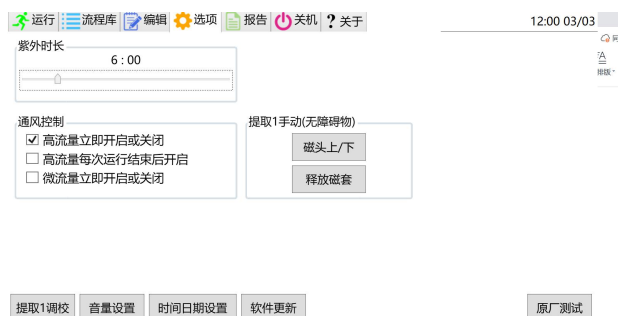 运行 流程库 编辑 选项 报告 关机 ? 关于 12:00 03/03
紫外时长
6 : 00
通风控制
高流量立即开启或关闭
高流量每次运行结束后开启
微流量立即开启或关闭
提取1手动(无障碍物)
磁头上/下
释放磁套
提取1调校 音量设置 时间日期设置 软件更新 原厂测试